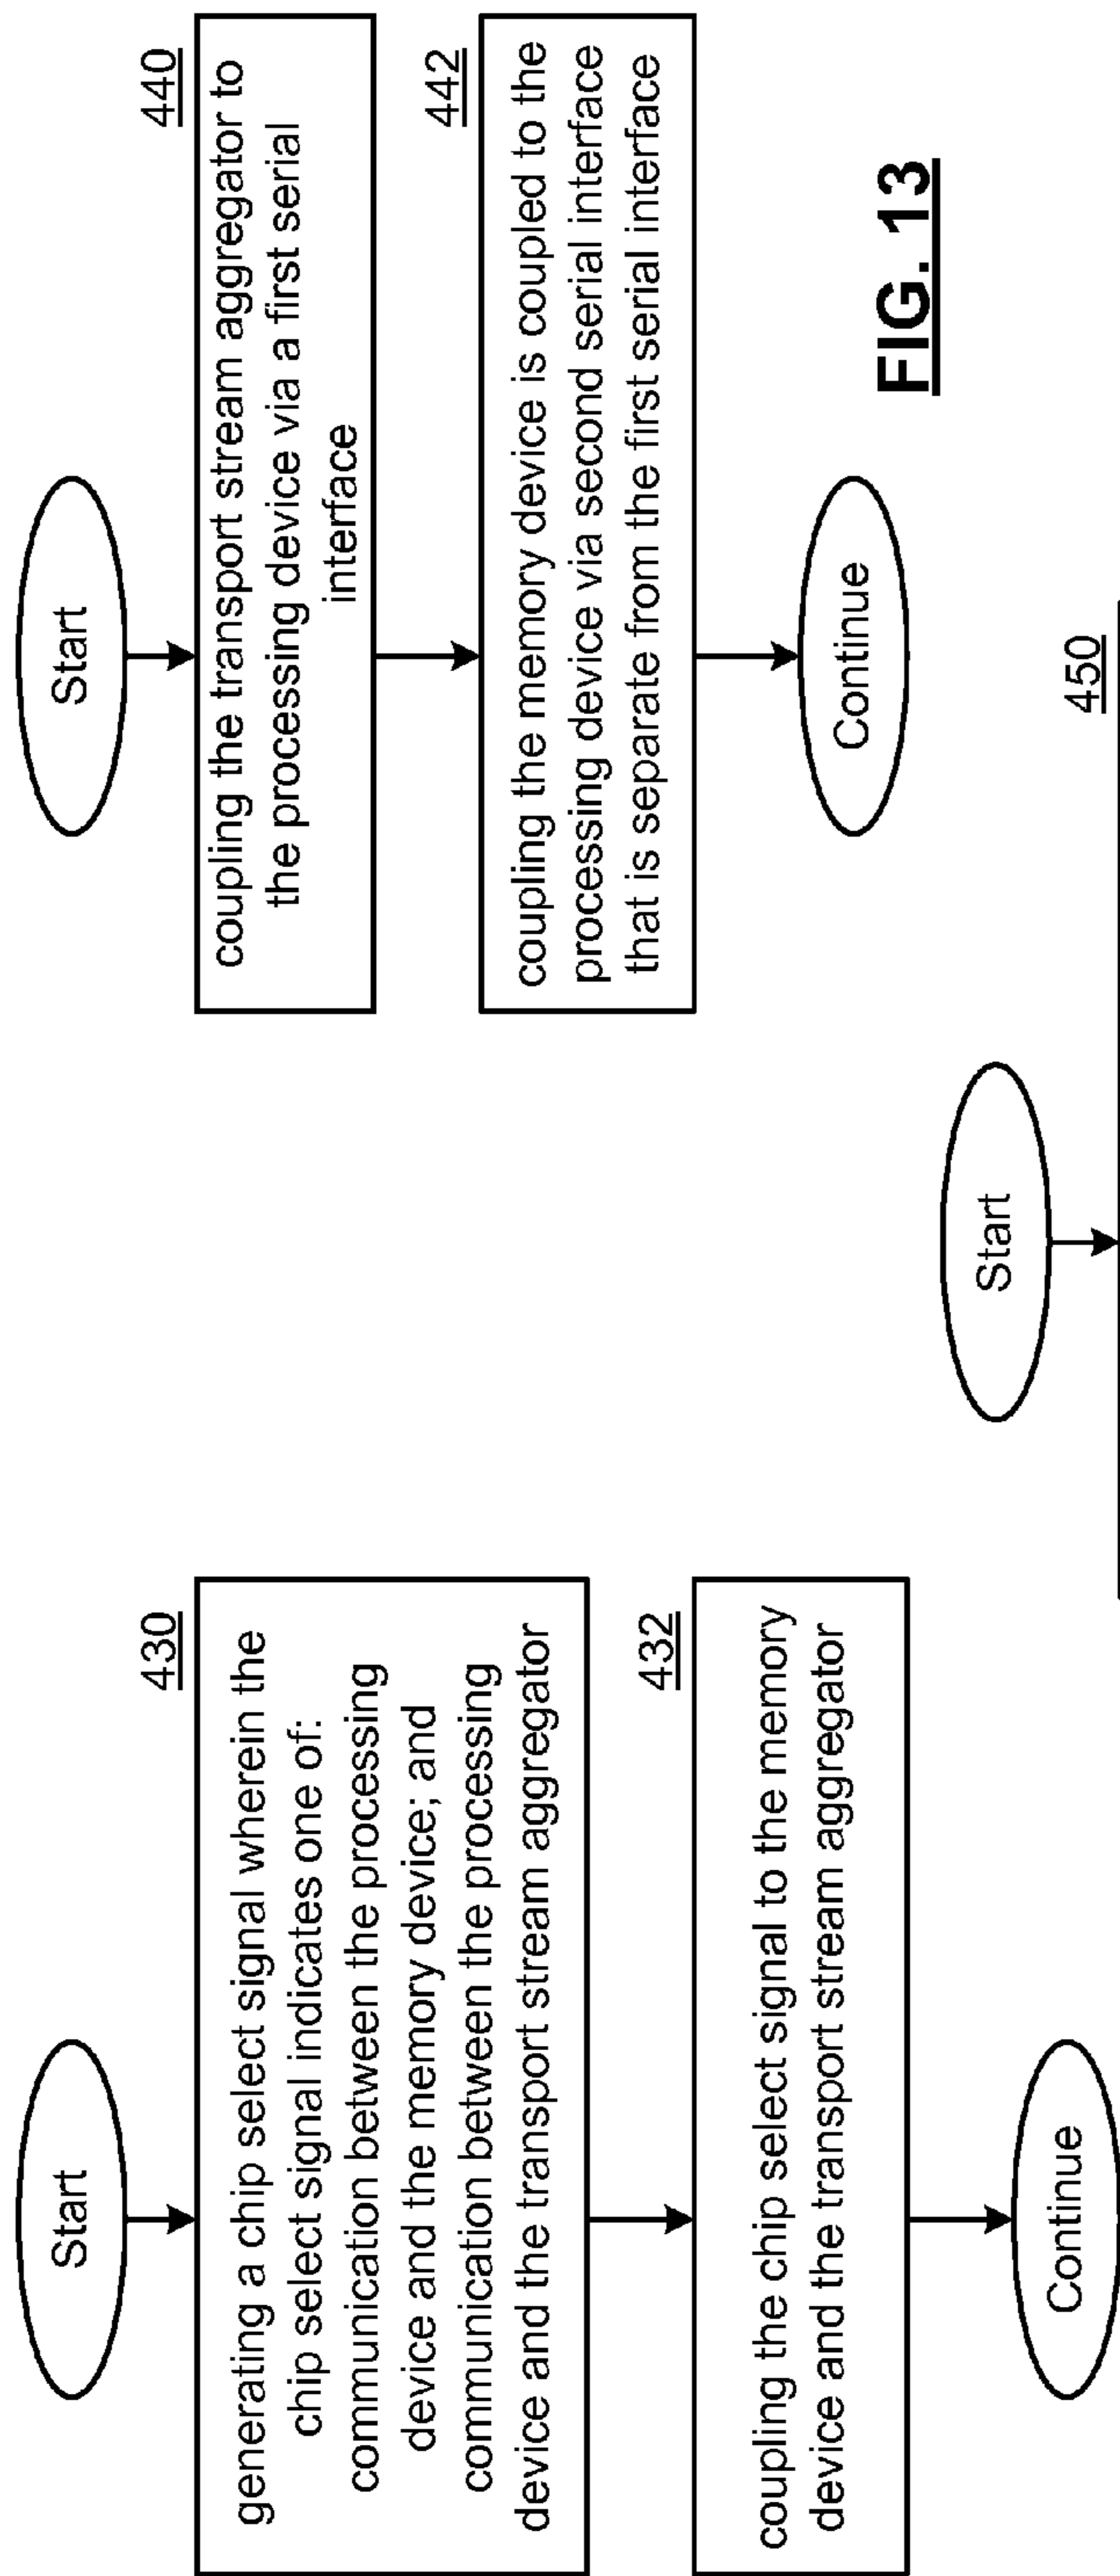 Start
430
generating a chip select signal wherein the
chip select signal indicates one of:
communication between the processing
device and the memory device; and
communication between the processing
device and the transport stream aggregator
432
coupling the chip select signal to the memory
device and the transport stream aggregator
Continue
Start
440
coupling the transport stream aggregator to
the processing device via a first serial
interface
442
coupling the memory device is coupled to the
processing device via second serial interface
that is separate from the first serial interface
Continue
FIG. 13
Start
450